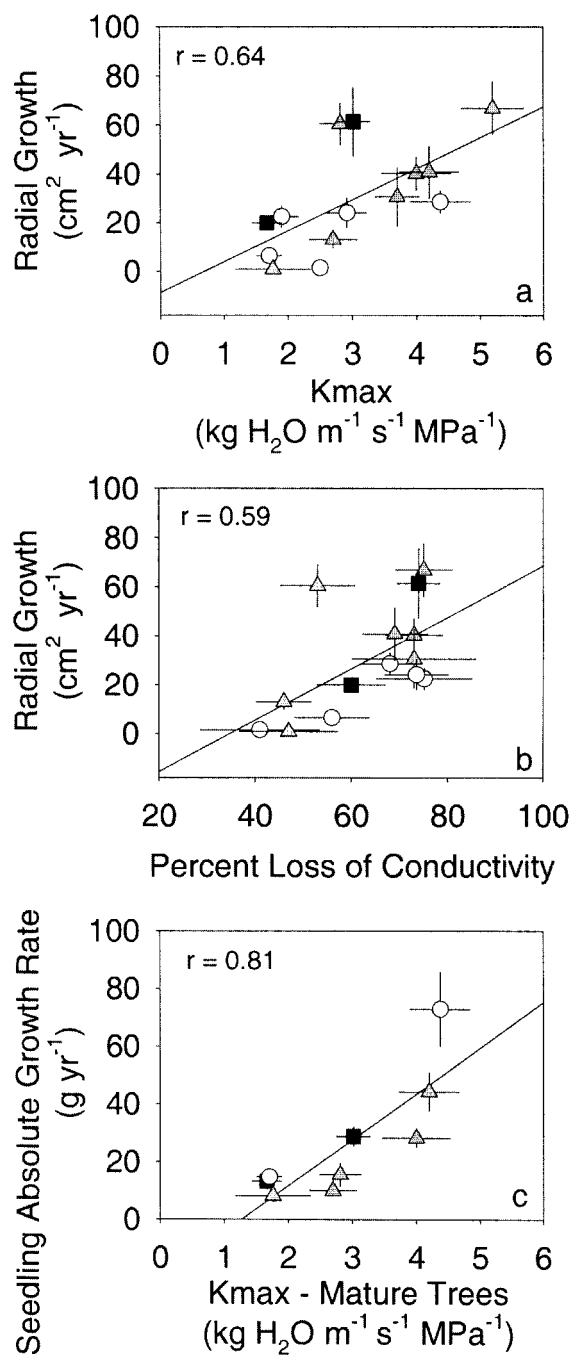 100
80
60
40
20
0
r = 0.64
a
Radial Growth
(cm² yr⁻¹)
0 1 2 3 4 5 6
Kmax
(kg H₂O m⁻¹ s⁻¹ MPa⁻¹)
100
80
60
40
20
0
r = 0.59
b
Radial Growth
(cm² yr⁻¹)
20 40 60 80 100
Percent Loss of Conductivity
100
80
60
40
20
0
r = 0.81
c
Seedling Absolute Growth Rate
(g yr⁻¹)
0 1 2 3 4 5 6
Kmax - Mature Trees
(kg H₂O m⁻¹ s⁻¹ MPa⁻¹)